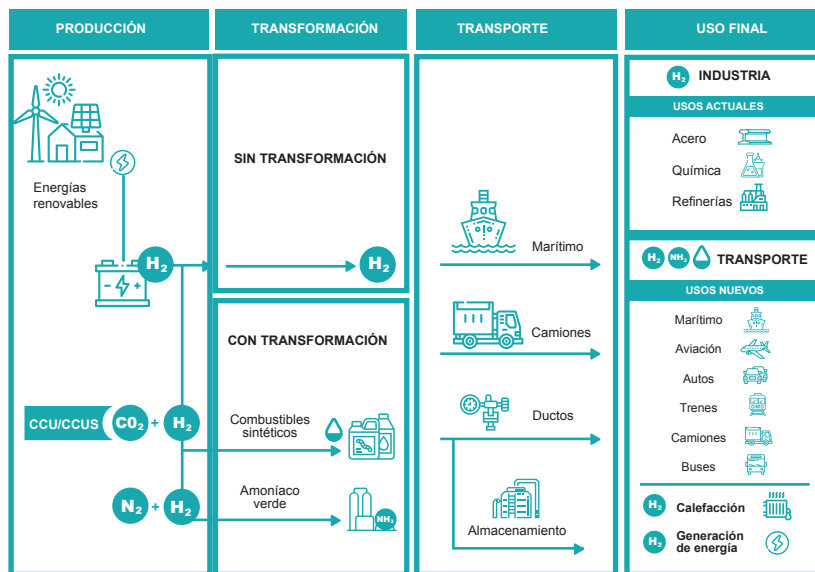 PRODUCCIÓN
TRANSFORMACIÓN
TRANSPORTE
USO FINAL
Energías
renovables
H₂
CCU/CCUS
CO₂ + H₂
N₂ + H₂
SIN TRANSFORMACIÓN
H₂
CON TRANSFORMACIÓN
Combustibles
sintéticos
Amoníaco
verde
NH₃
Marítimo
Camiones
Ductos
Almacenamiento
H₂ INDUSTRIA
USOS ACTUALES
Acero
Química
Refinerías
H₂ NH₃ TRANSPORTE
USOS NUEVOS
Marítimo
Aviación
Autos
Trenes
Camiones
Buses
H₂ Calefacción
H₂ Generación
de energía